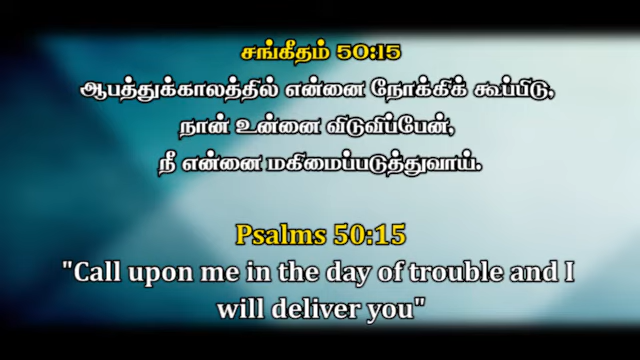 சங்கீதம் 50:15
ஆபத்துக்காலத்தில் என்னை நோக்கிக் கூப்பிடு,
நான் உன்னை விடுவிப்பேன்,
நீ என்னை மகிமைப்படுத்துவாய்.
Psalms 50:15
"Call upon me in the day of trouble and I
will deliver you"